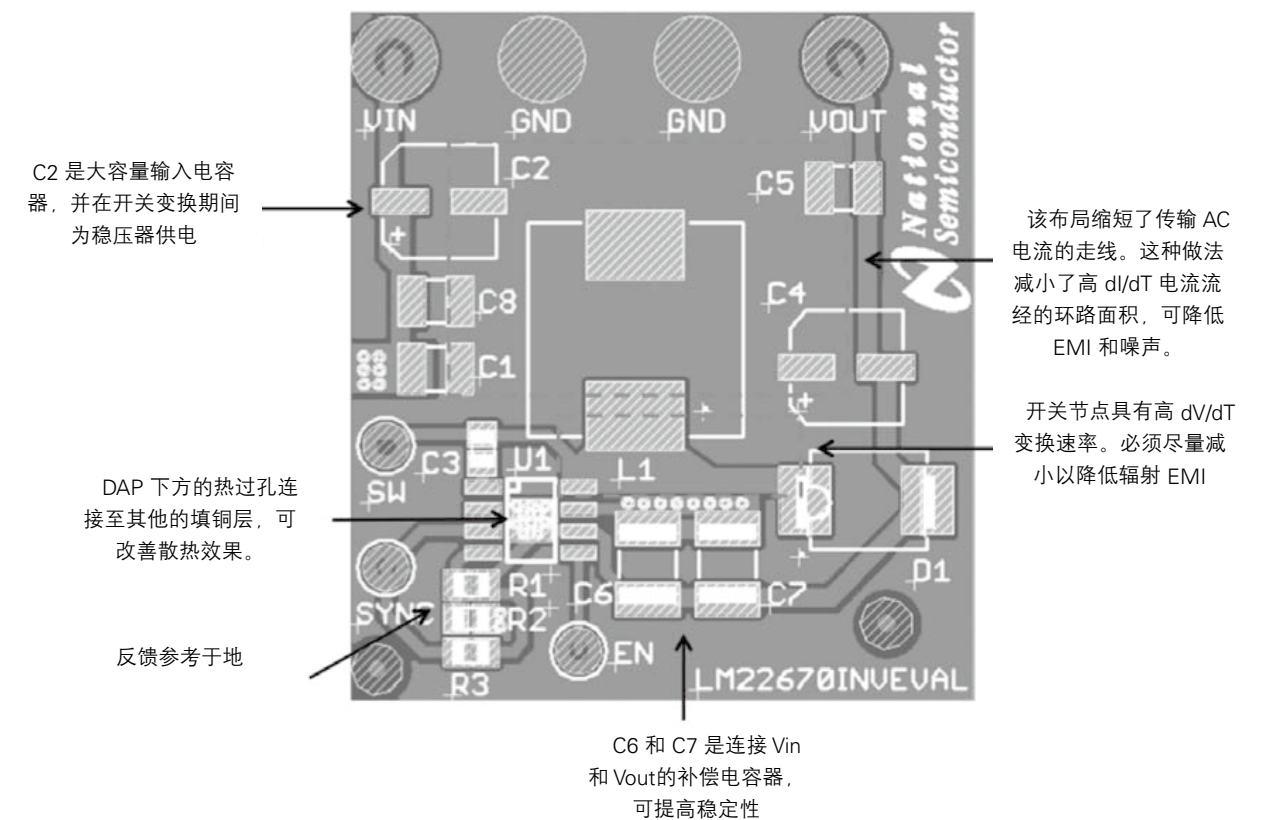 VIN
GND
GND
VOUT
National
Semiconductor
C2
C5
C2 是大容量输入电容
器，并在开关变换期间
为稳压器供电
该布局缩短了传输 AC
电流的走线。这种做法
减小了高 dI/dT 电流流
经的环路面积，可降低
EMI 和噪声。
C8
C4
C1
开关节点具有高 dV/dT
变换速率。必须尽量减
小以降低辐射 EMI
C3
U1
L1
SW
DAP 下方的热过孔连
接至其他的填铜层，可
改善散热效果。
D1
R1
C6
C7
SYNC
R2
反馈参考于地
EN
R3
LM22670INVEVAL
C6 和 C7 是连接 Vin
和 Vout的补偿电容器，
可提高稳定性